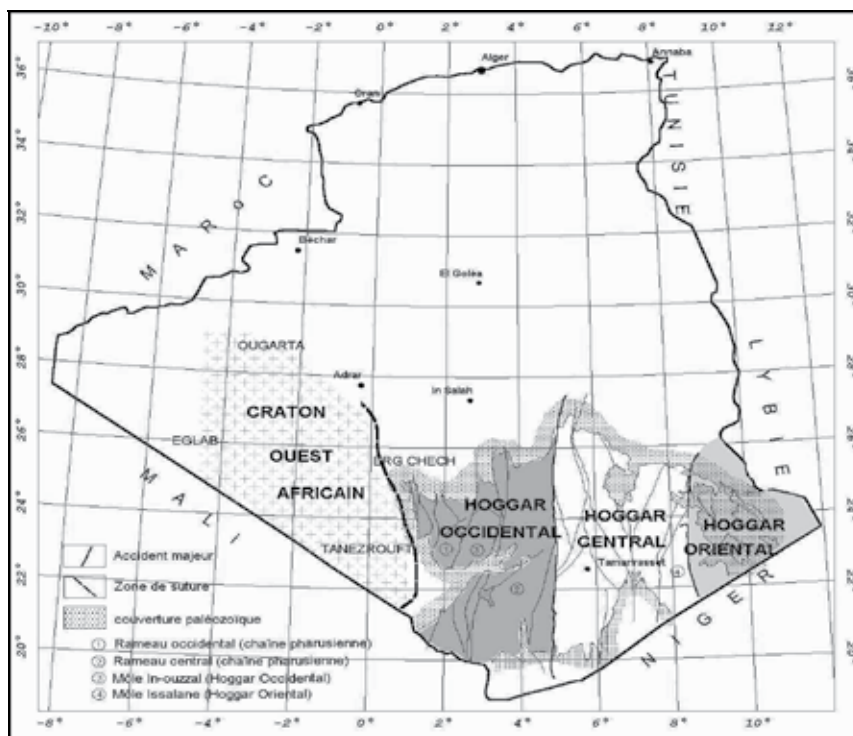 -10° -8° -6° -4° -2° 0° 2° 4° 6° 8° 10° 12°
36°
34°
32°
30°
28°
26°
24°
22°
20°
Alger
Annaba
Oran
TUNISIE
MAROC
Béchar
El Goléa
OUGARTA
Adrar
In Salah
LYBIE
CRATON
OUEST
AFRICAIN
EGLAB
ERG CHECH
MALI
HOGGAR
OCCIDENTAL
HOGGAR
CENTRAL
HOGGAR
ORIENTAL
TANEZROUFT
Tamanrasset
NIGER
Accident majeur
Zone de suture
couverture paléozoïque
① Rameau occidental (chaîne pharusienne)
② Rameau central (chaîne pharusienne)
③ Môle In-ouzzal (Hoggar Occidental)
④ Môle Issalane (Hoggar Oriental)
-8° -6° -4° -2° 0° 2° 4° 6° 8° 10°